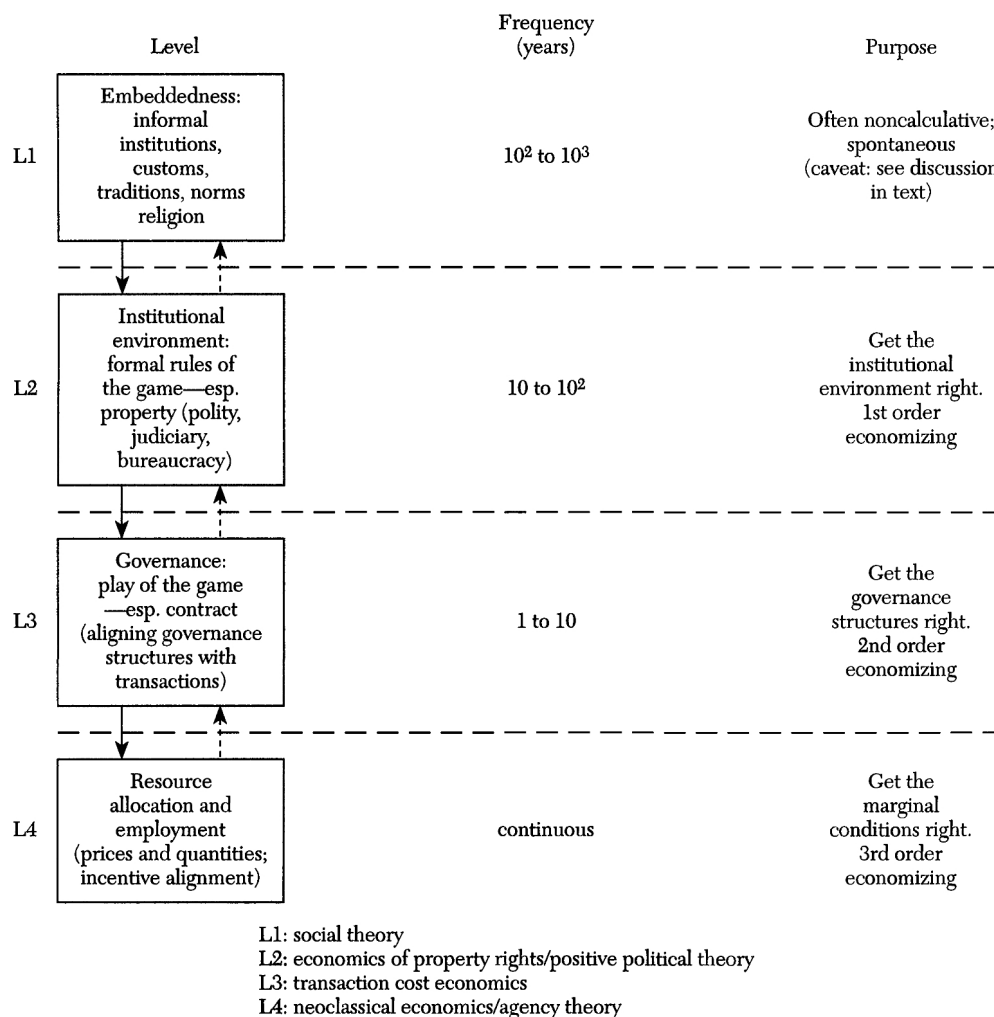 Level
Frequency
(years)
Purpose
L1
Embeddedness:
informal
institutions,
customs,
traditions, norms
religion
10² to 10³
Often noncalculative;
spontaneous
(caveat: see discussion
in text)
L2
Institutional
environment:
formal rules of
the game—esp.
property (polity,
judiciary,
bureaucracy)
10 to 10²
Get the
institutional
environment right.
1st order
economizing
L3
Governance:
play of the game
—esp. contract
(aligning governance
structures with
transactions)
1 to 10
Get the
governance
structures right.
2nd order
economizing
L4
Resource
allocation and
employment
(prices and quantities;
incentive alignment)
continuous
Get the
marginal
conditions right.
3rd order
economizing
L1: social theory
L2: economics of property rights/positive political theory
L3: transaction cost economics
L4: neoclassical economics/agency theory